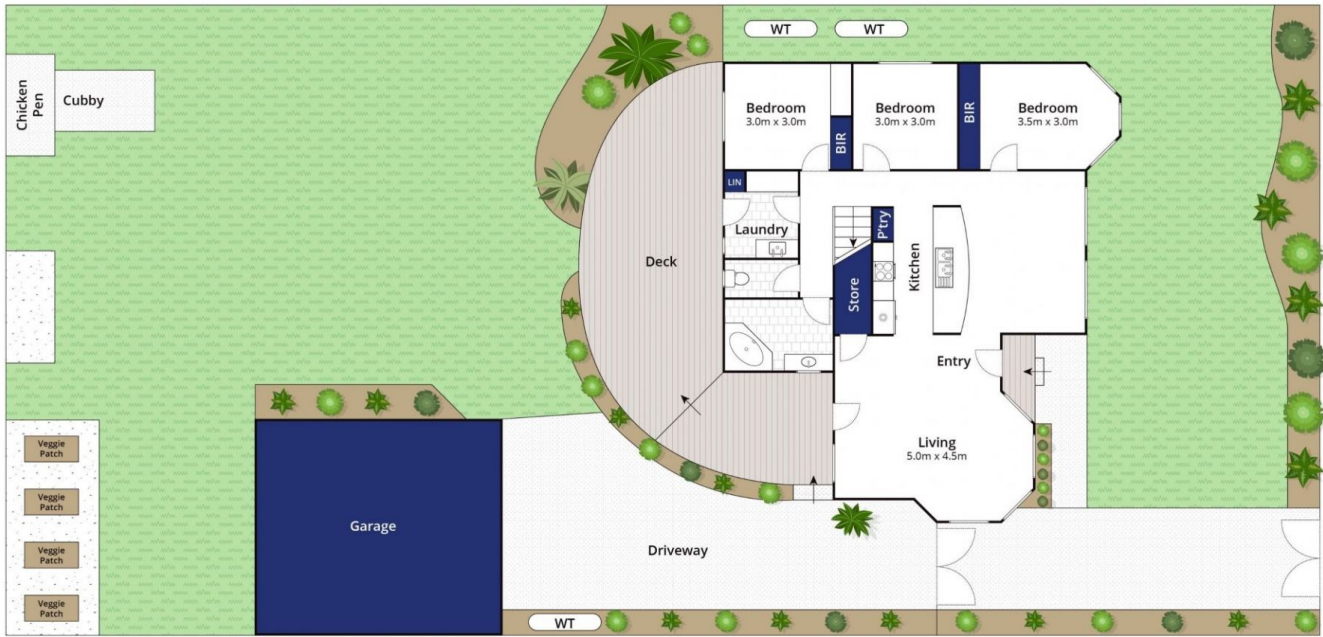 WT
WT
Chicken
Pen
Cubby
Bedroom
3.0m x 3.0m
BIR
Bedroom
3.0m x 3.0m
BIR
Bedroom
3.5m x 3.0m
LIN
Laundry
P'try
Kitchen
Deck
Store
Entry
Living
5.0m x 4.5m
Veggie
Patch
Veggie
Patch
Veggie
Patch
Veggie
Patch
Garage
Driveway
WT